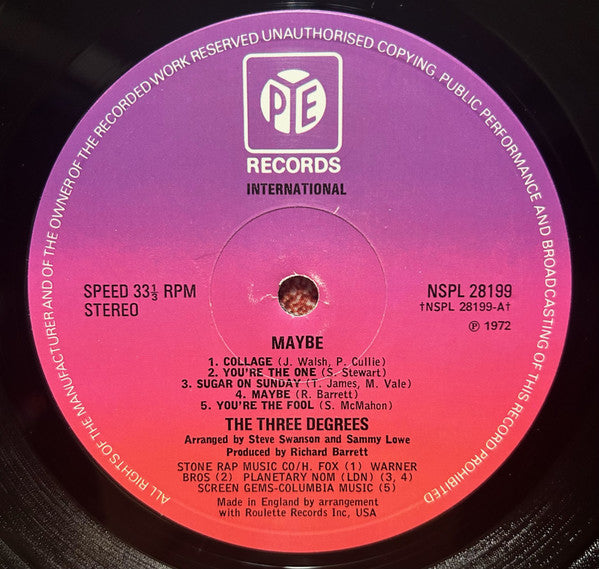 ALL RIGHTS OF THE MANUFACTURER AND OF THE OWNER OF THE RECORDED WORK RESERVED UNAUTHORISED COPYING, PUBLIC PERFORMANCE AND BROADCASTING OF THIS RECORD PROHIBITED
PYE
RECORDS
INTERNATIONAL
SPEED 33⅓ RPM
STEREO
NSPL 28199
†NSPL 28199-A†
℗ 1972
MAYBE
1. COLLAGE (J. Walsh, P. Cullie)
2. YOU'RE THE ONE (S. Stewart)
3. SUGAR ON SUNDAY (T. James, M. Vale)
4. MAYBE (R. Barrett)
5. YOU'RE THE FOOL (S. McMahon)
THE THREE DEGREES
Arranged by Steve Swanson and Sammy Lowe
Produced by Richard Barrett
STONE RAP MUSIC CO/H. FOX (1) WARNER
BROS (2) PLANETARY NOM (LDN) (3, 4)
SCREEN GEMS-COLUMBIA MUSIC (5)
Made in England by arrangement
with Roulette Records Inc, USA